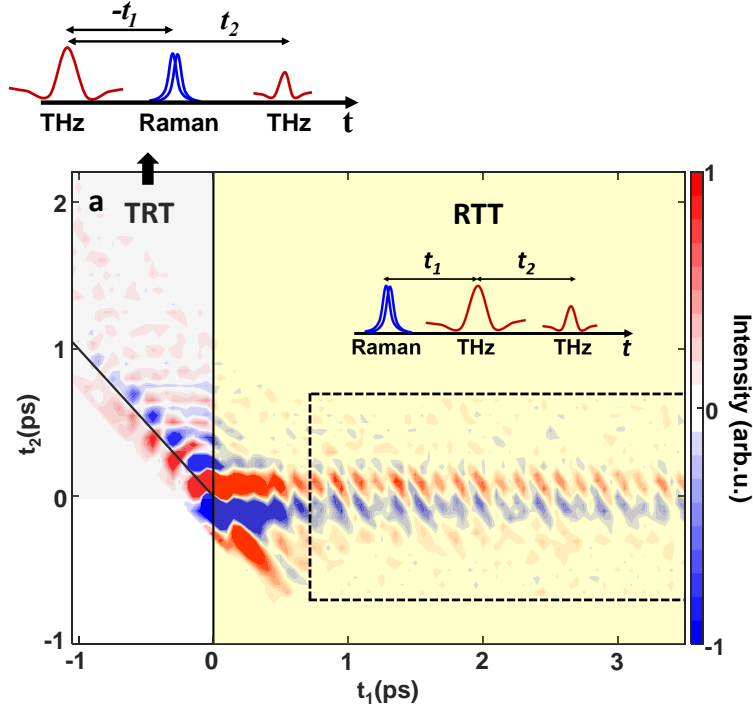 -t₁ t₂
THz Raman THz t
a TRT RTT
t₁ t₂
Raman THz THz t
2
1
0
-1
t₂(ps)
-1 0 1 2 3
t₁(ps)
1
0
-1
Intensity (arb.u.)